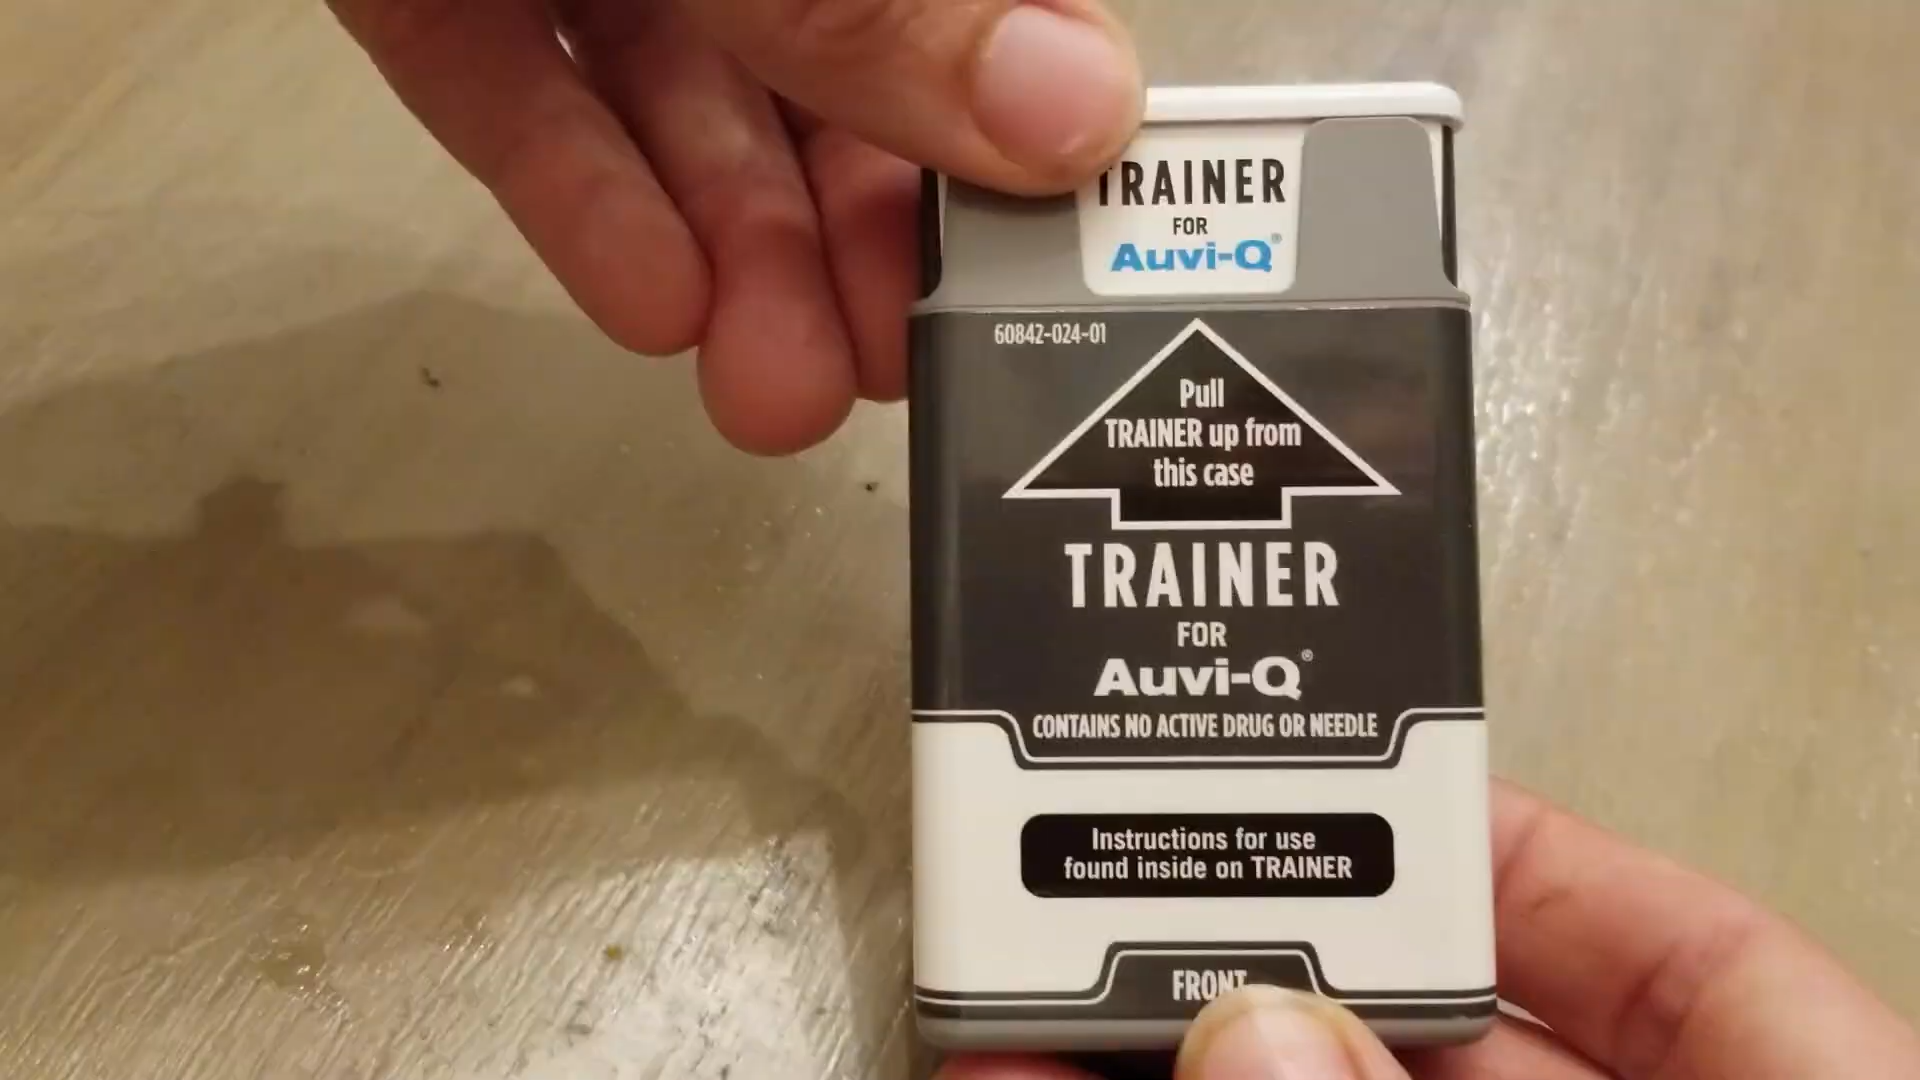 TRAINER
FOR
Auvi-Q®
60842-024-01
Pull
TRAINER up from
this case
TRAINER
FOR
Auvi-Q®
CONTAINS NO ACTIVE DRUG OR NEEDLE
Instructions for use
found inside on TRAINER
FRONT